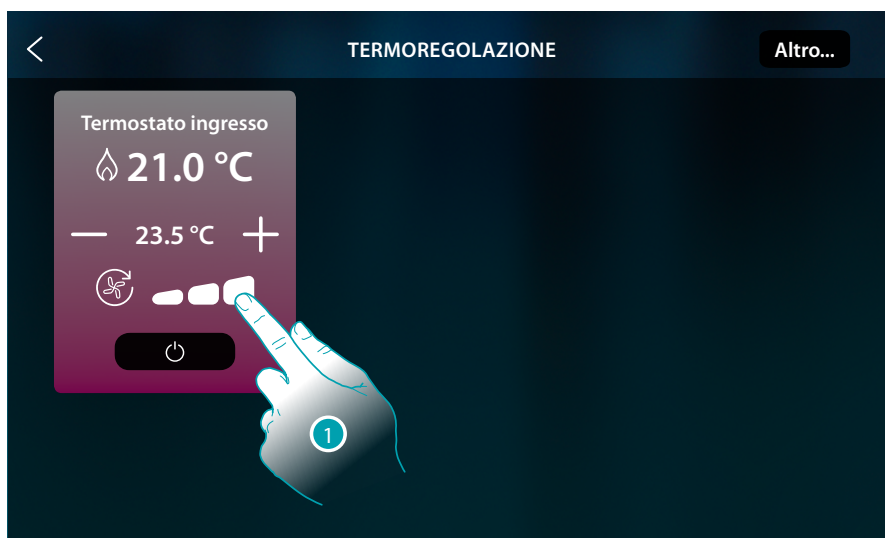 TERMOREGOLAZIONE
Altro...
Termostato ingresso
21.0 °C
23.5 °C
1